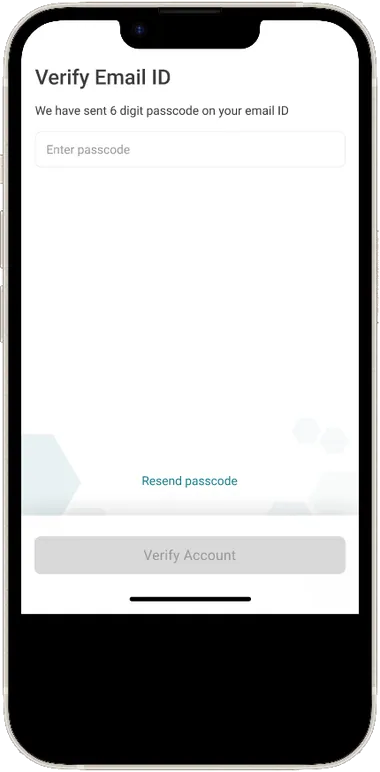 Verify Email ID
We have sent 6 digit passcode on your email ID
Enter passcode
Resend passcode
Verify Account